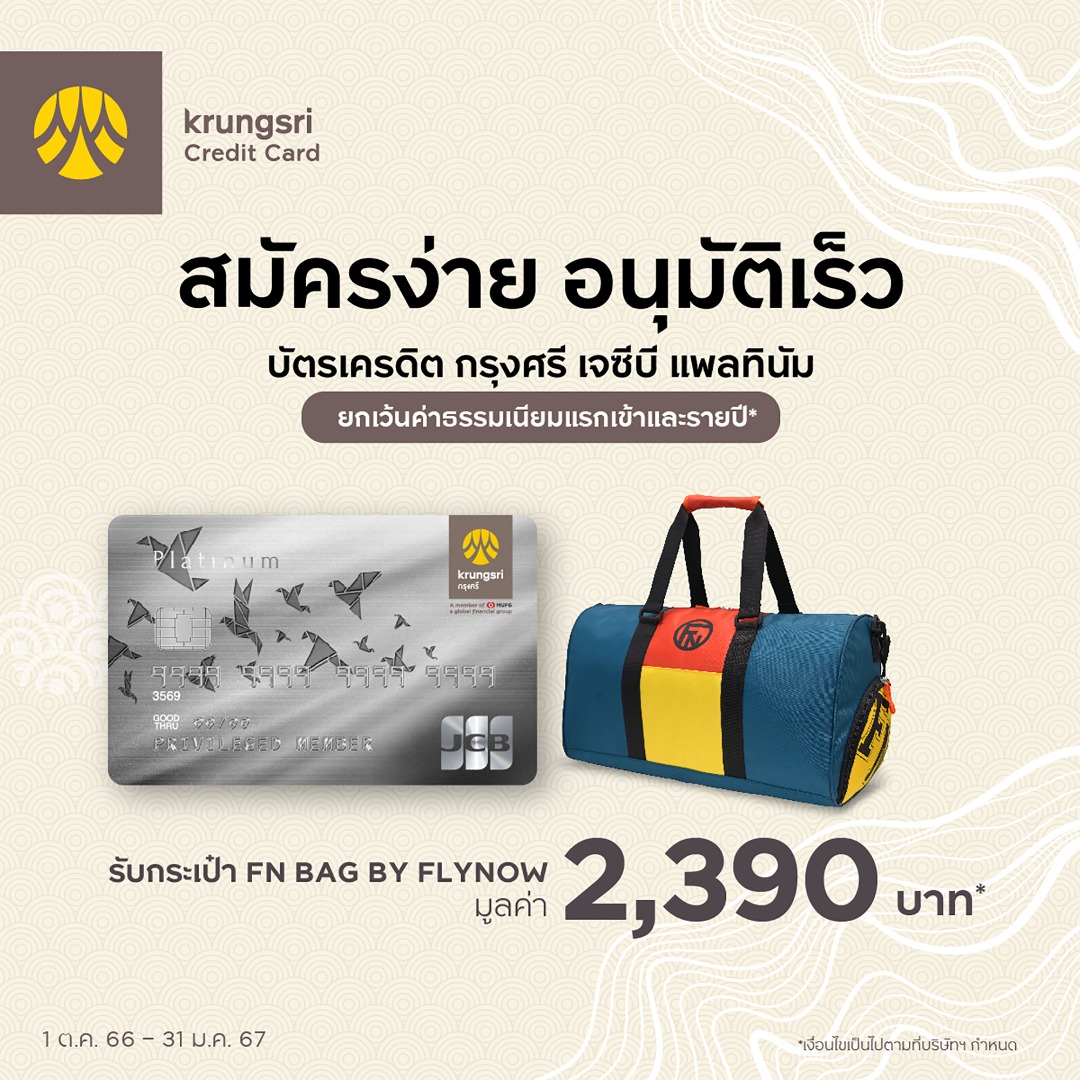 krungsri
Credit Card
สมัครง่าย อนุมัติเร็ว
บัตรเครดิต กรุงศรี เจซีบี แพลทินัม
ยกเว้นค่าธรรมเนียมแรกเข้าและรายปี*
Platinum
krungsri
กรุงศรี
A member of MUFG
a global financial group
9999 9999 9999 9999
3569
GOOD THRU 00/00
PRIVILEGED MEMBER
JCB
รับกระเป๋า FN BAG BY FLYNOW
มูลค่า 2,390 บาท*
1 ต.ค. 66 – 31 ม.ค. 67
*เงื่อนไขเป็นไปตามที่บริษัทฯ กำหนด